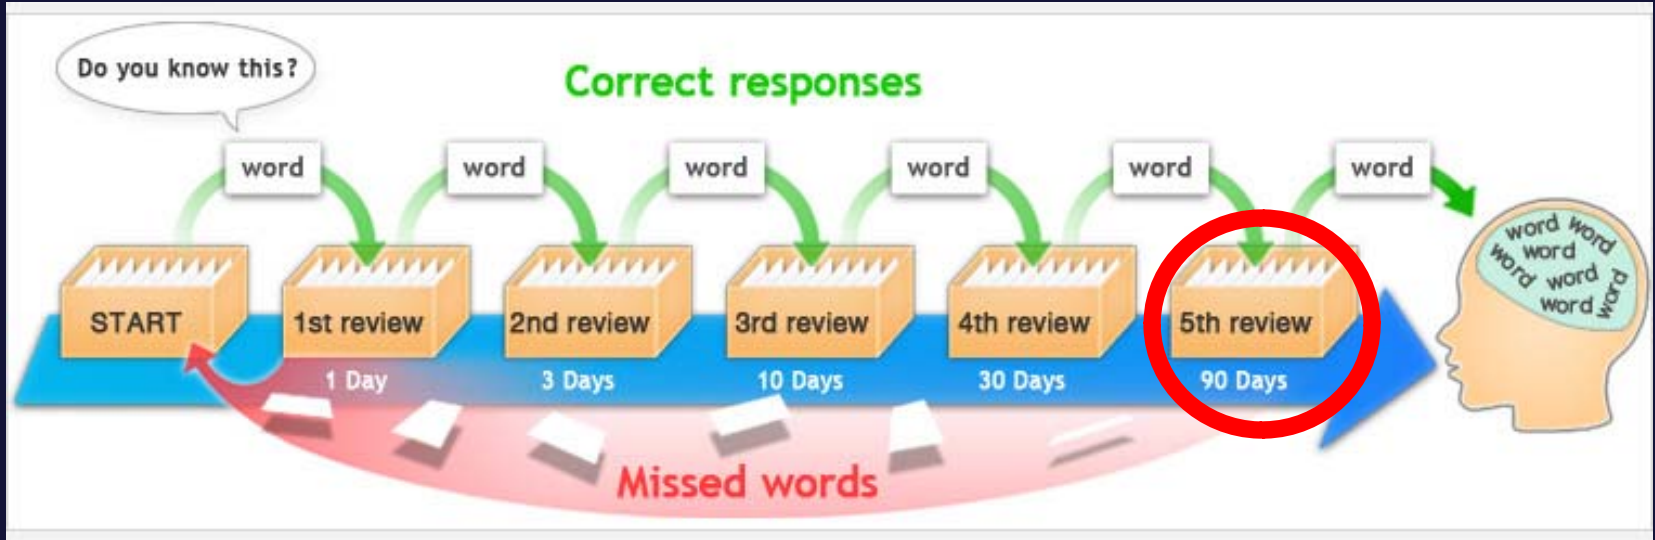 Do you know this?
Correct responses
word word word word word word
START 1st review 2nd review 3rd review 4th review 5th review
1 Day 3 Days 10 Days 30 Days 90 Days
Missed words
word word
word
word word word
word